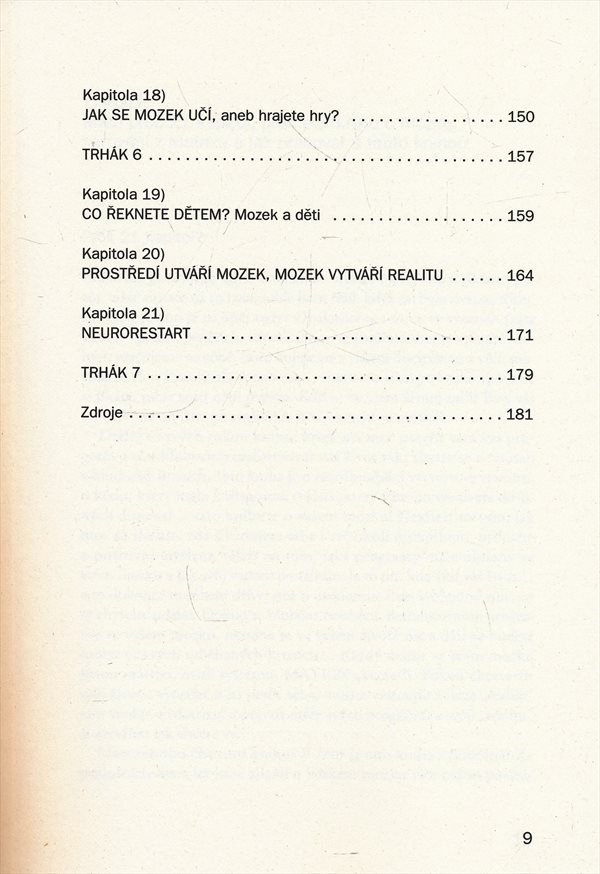 Kapitola 18)
JAK SE MOZEK UČÍ, aneb hrajete hry? . . . . . . . . . . . . . . . . . . . . 150
TRHÁK 6 . . . . . . . . . . . . . . . . . . . . . . . . . . . . . . . . . . . . . . . . . . . . . 157
Kapitola 19)
CO ŘEKNETE DĚTEM? Mozek a děti . . . . . . . . . . . . . . . . . . . . . . 159
Kapitola 20)
PROSTŘEDÍ UTVÁŘÍ MOZEK, MOZEK VYTVÁŘÍ REALITU . . . . . . 164
Kapitola 21)
NEURORESTART . . . . . . . . . . . . . . . . . . . . . . . . . . . . . . . . . . . . . . . 171
TRHÁK 7 . . . . . . . . . . . . . . . . . . . . . . . . . . . . . . . . . . . . . . . . . . . . . 179
Zdroje . . . . . . . . . . . . . . . . . . . . . . . . . . . . . . . . . . . . . . . . . . . . . . . . 181
9